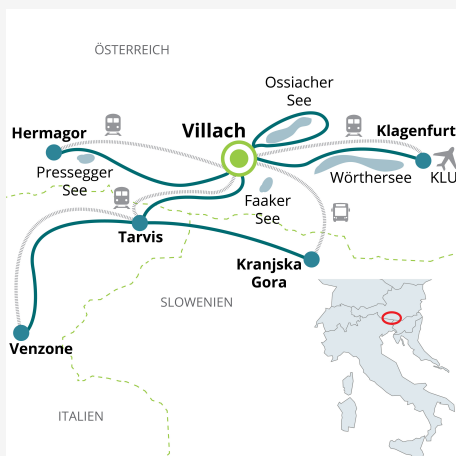 ÖSTERREICH
Ossiacher
See
Hermagor
Villach
Klagenfurt
Pressegger
See
Wörthersee
KLU
Faaker
See
Tarvis
Kranjska
Gora
SLOWENIEN
Venzone
ITALIEN